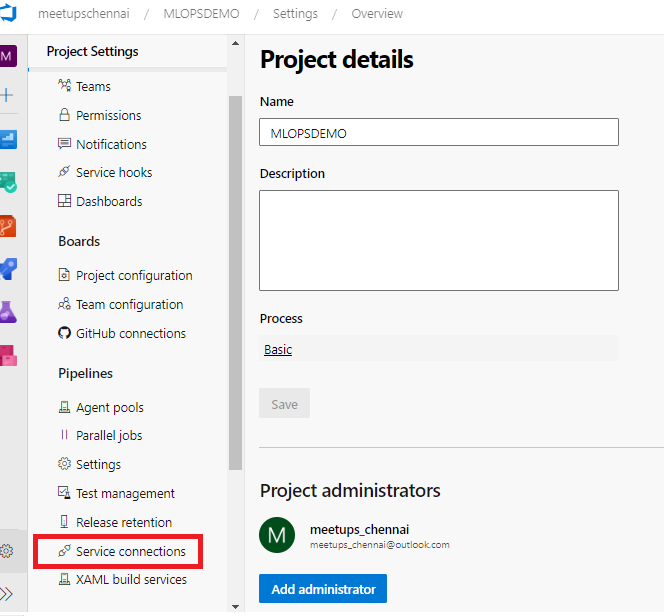 meetupschennai / MLOPSDEMO / Settings / Overview
M
Project Settings
Teams
Permissions
Notifications
Service hooks
Dashboards
Boards
Project configuration
Team configuration
GitHub connections
Pipelines
Agent pools
Parallel jobs
Settings
Test management
Release retention
Service connections
XAML build services
Project details
Name
MLOPSDEMO
Description
Process
Basic
Save
Project administrators
M
meetups_chennai
meetups_chennai@outlook.com
Add administrator